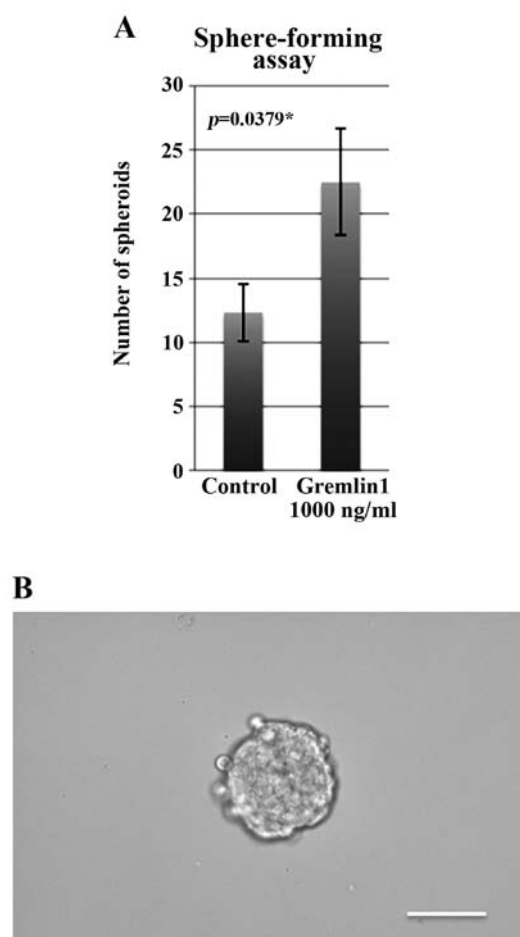 A
Sphere-forming
assay
Number of spheroids
30
p=0.0379*
25
20
15
10
5
0
Control
Gremlin1
1000 ng/ml
B